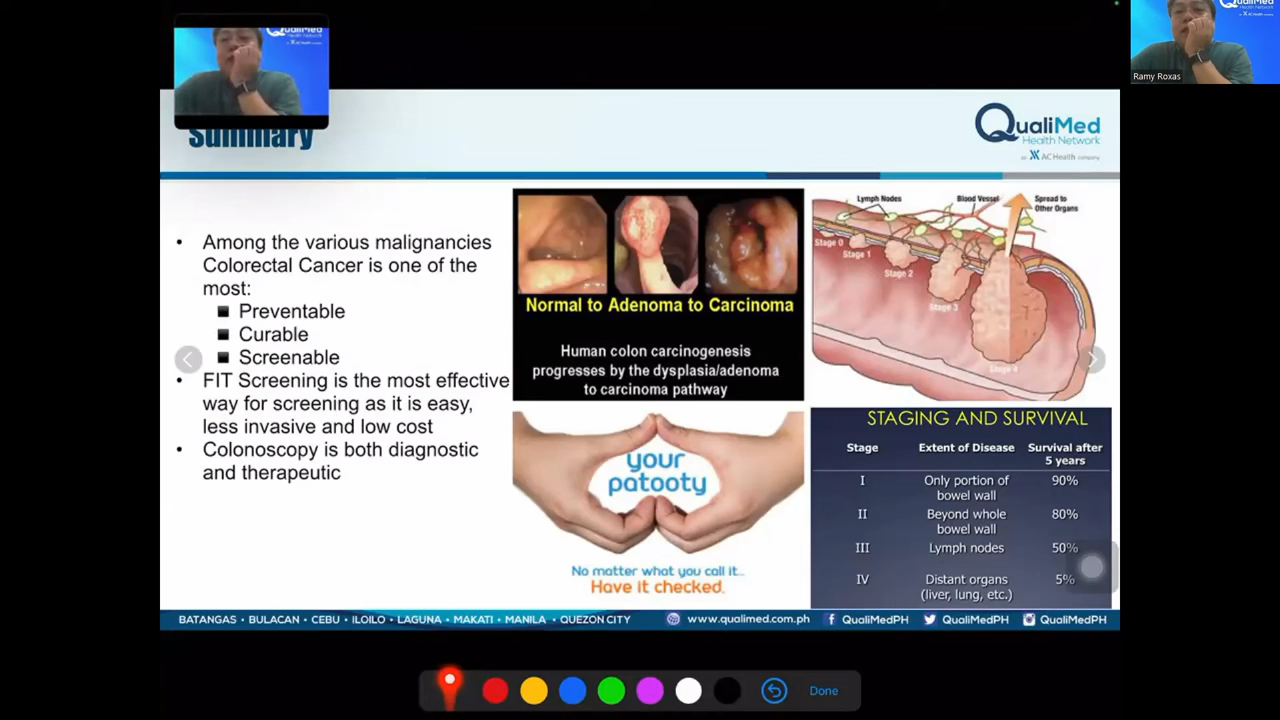 QualiMed
Health Network
Ramy Roxas
Summary
QualiMed
Health Network
an AC Health company
• Among the various malignancies
Colorectal Cancer is one of the
most:
■ Preventable
■ Curable
■ Screenable
• FIT Screening is the most effective
way for screening as it is easy,
less invasive and low cost
• Colonoscopy is both diagnostic
and therapeutic
Normal to Adenoma to Carcinoma
Human colon carcinogenesis
progresses by the dysplasia/adenoma
to carcinoma pathway
Lymph Nodes
Blood Vessel
Spread to
Other Organs
Stage 0
Stage 1
Stage 2
Stage 3
Stage 4
your
patooty
No matter what you call it...
Have it checked.
STAGING AND SURVIVAL
Stage Extent of Disease Survival after
5 years
I Only portion of 90%
bowel wall
II Beyond whole 80%
bowel wall
III Lymph nodes 50%
IV Distant organs 5%
(liver, lung, etc.)
BATANGAS • BULACAN • CEBU • ILOILO • LAGUNA • MAKATI • MANILA • QUEZON CITY www.qualimed.com.ph QualiMedPH QualiMedPH QualiMedPH
Done